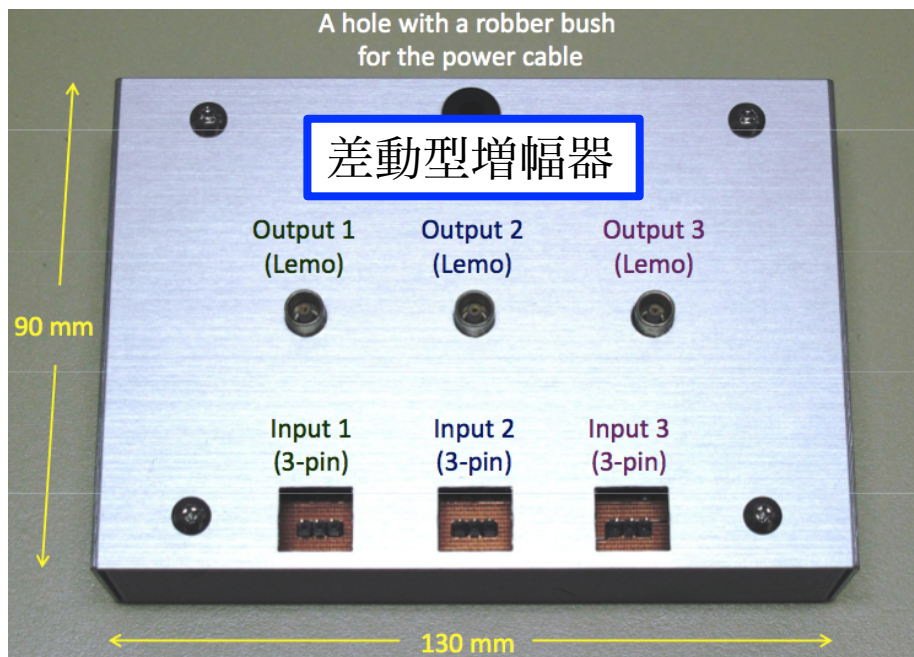 A hole with a robber bush
for the power cable
差動型増幅器
Output 1
(Lemo)
Output 2
(Lemo)
Output 3
(Lemo)
90 mm
Input 1
(3-pin)
Input 2
(3-pin)
Input 3
(3-pin)
130 mm